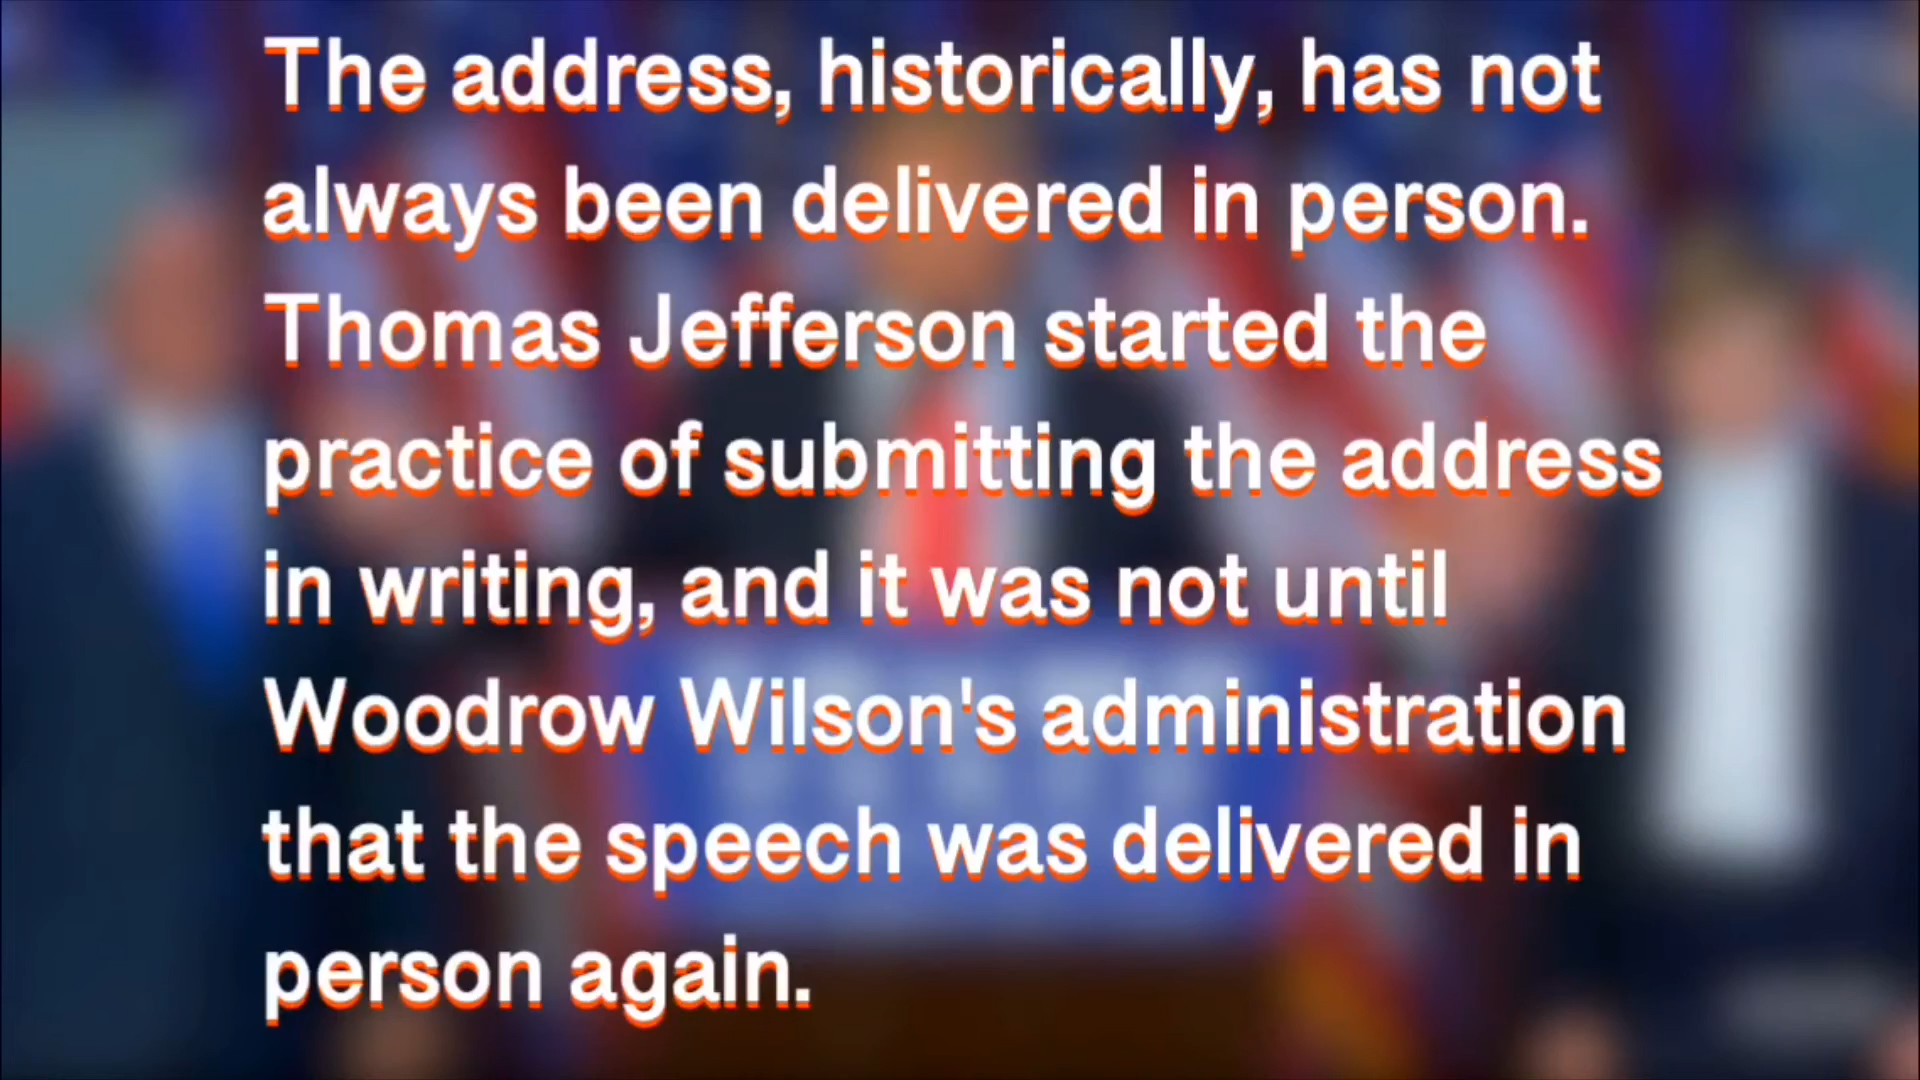 The address, historically, has not
always been delivered in person.
Thomas Jefferson started the
practice of submitting the address
in writing, and it was not until
Woodrow Wilson's administration
that the speech was delivered in
person again.